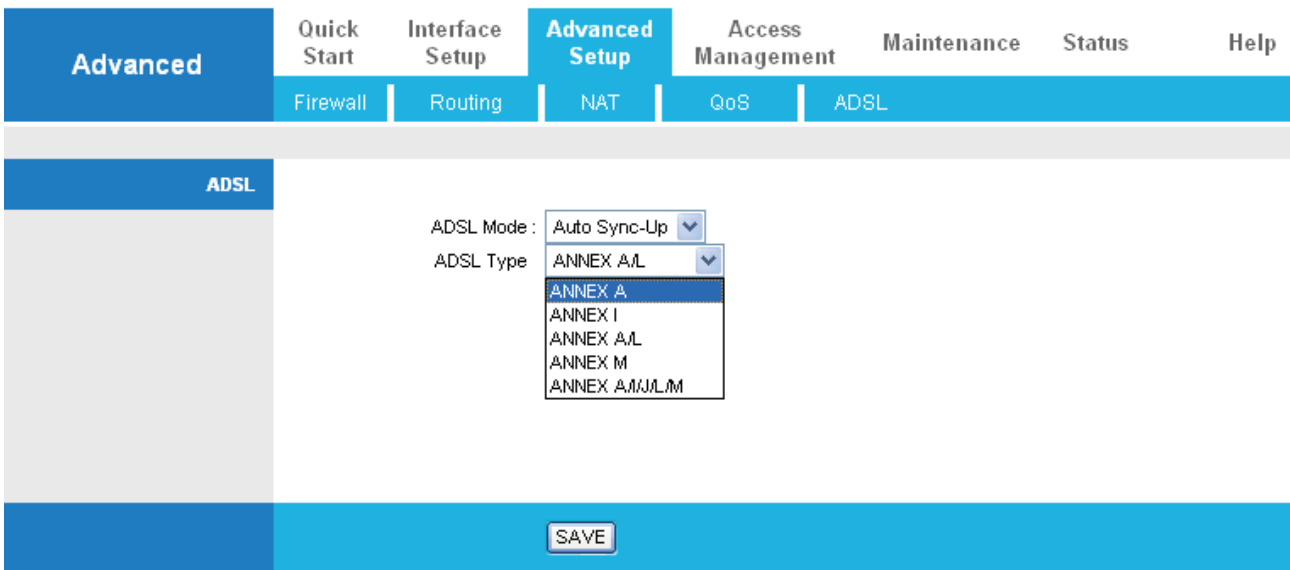 Advanced
Quick Start
Interface Setup
Advanced Setup
Access Management
Maintenance
Status
Help
Firewall
Routing
NAT
QoS
ADSL
ADSL
ADSL Mode : Auto Sync-Up
ADSL Type ANNEX A/L
ANNEX A
ANNEX I
ANNEX A/L
ANNEX M
ANNEX A/I/J/L/M
SAVE